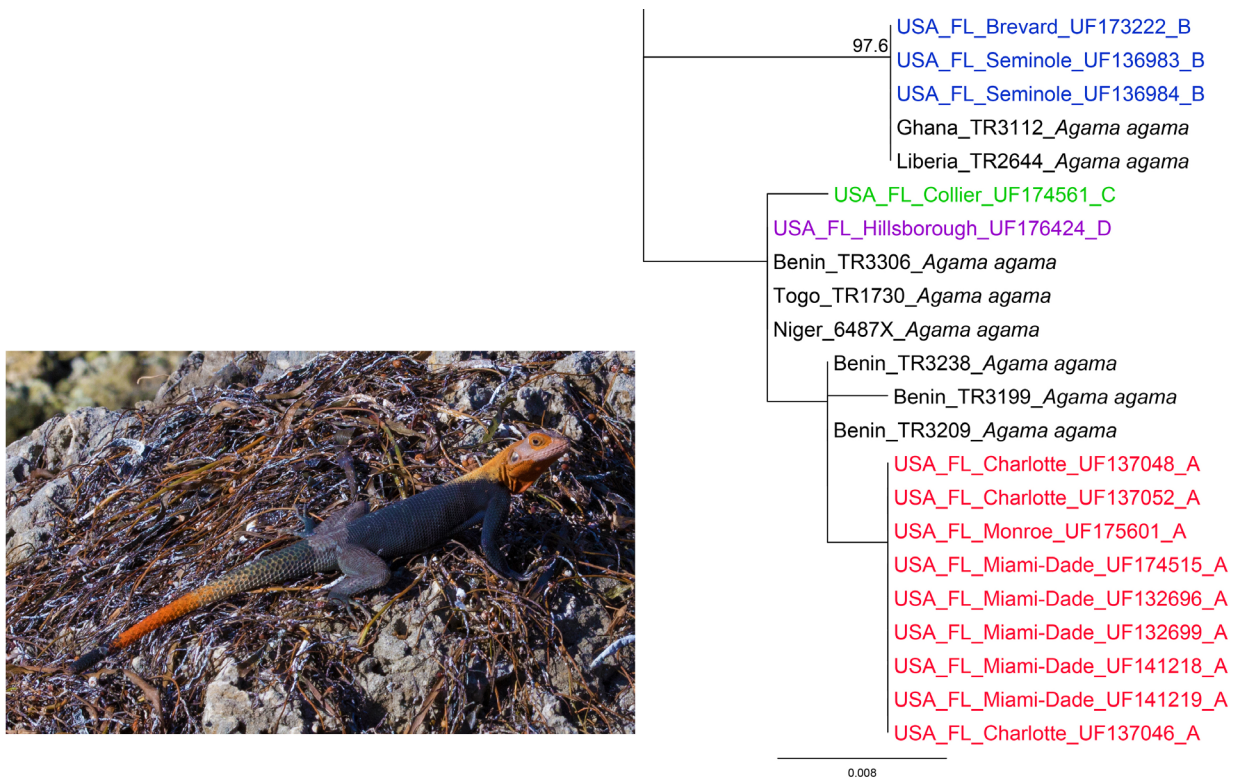 USA_FL_Brevard_UF173222_B
97.6
USA_FL_Seminole_UF136983_B
USA_FL_Seminole_UF136984_B
Ghana_TR3112_Agama agama
Liberia_TR2644_Agama agama
USA_FL_Collier_UF174561_C
USA_FL_Hillsborough_UF176424_D
Benin_TR3306_Agama agama
Togo_TR1730_Agama agama
Niger_6487X_Agama agama
Benin_TR3238_Agama agama
Benin_TR3199_Agama agama
Benin_TR3209_Agama agama
USA_FL_Charlotte_UF137048_A
USA_FL_Charlotte_UF137052_A
USA_FL_Monroe_UF175601_A
USA_FL_Miami-Dade_UF174515_A
USA_FL_Miami-Dade_UF132696_A
USA_FL_Miami-Dade_UF132699_A
USA_FL_Miami-Dade_UF141218_A
USA_FL_Miami-Dade_UF141219_A
USA_FL_Charlotte_UF137046_A
0.008